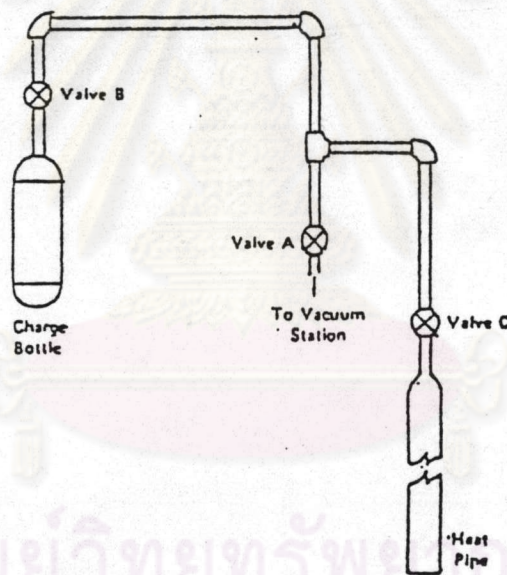 Valve B
Valve A
To Vacuum
Station
Charge
Bottle
Valve C
Heat
Pipe